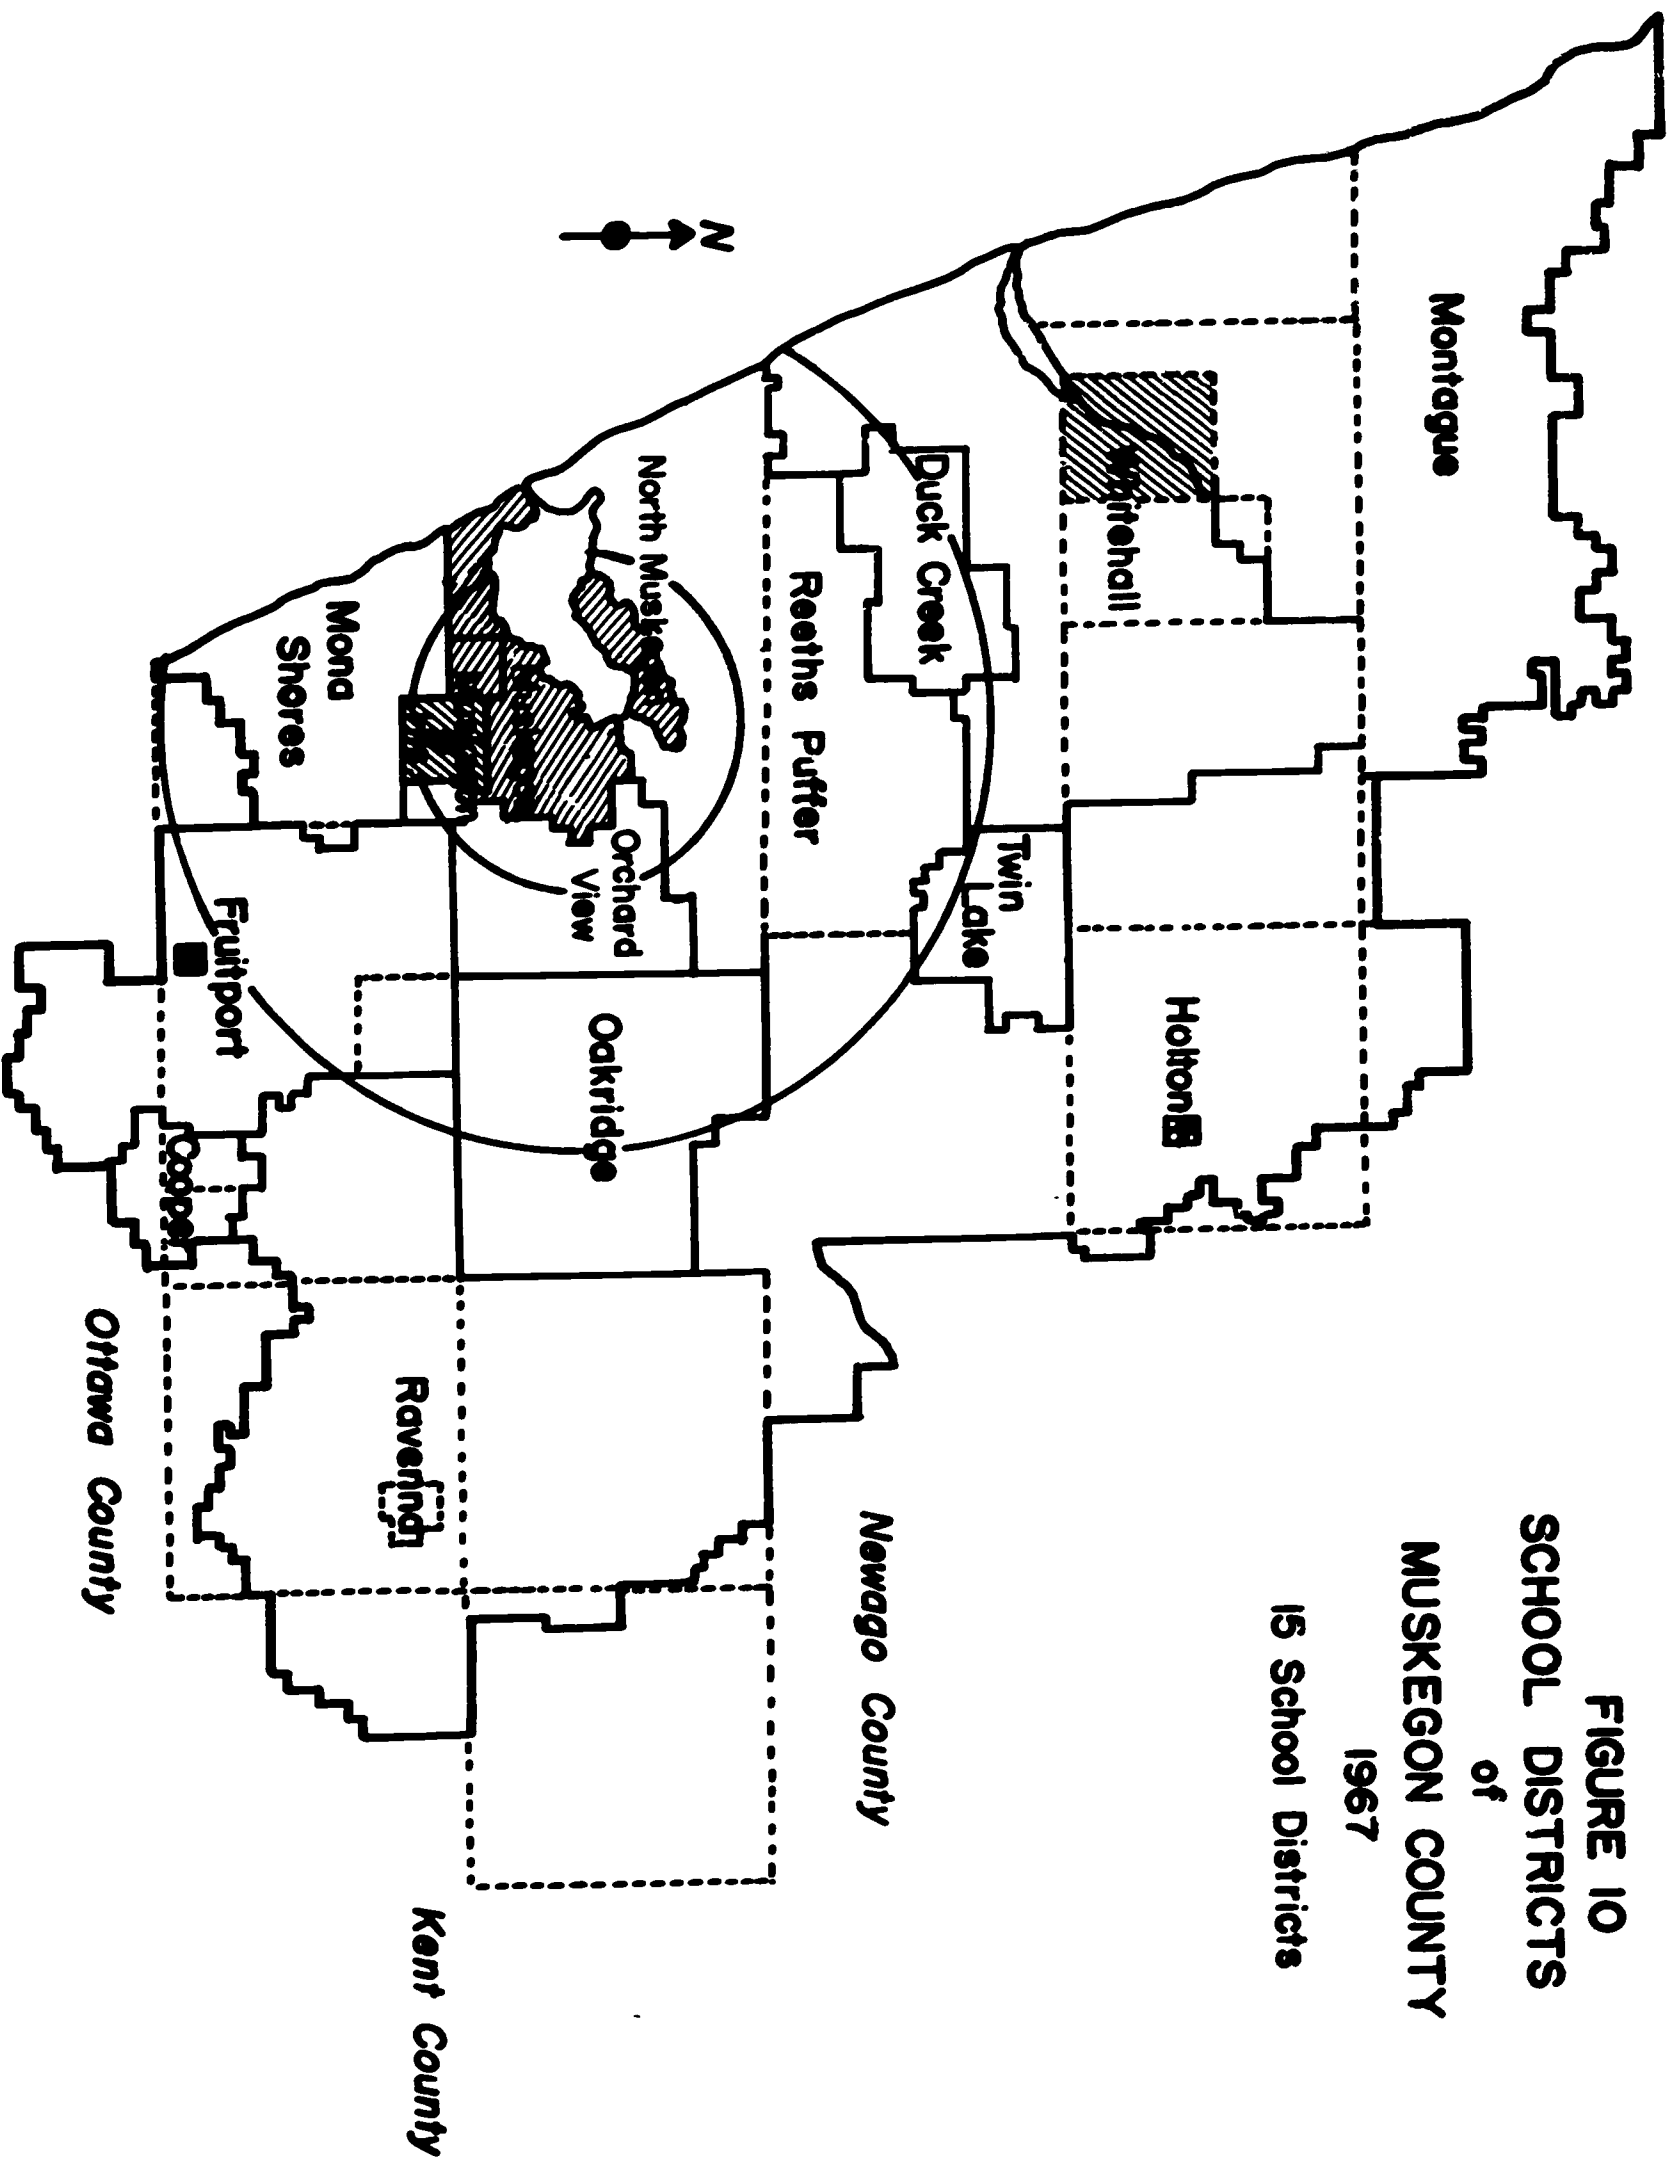 FIGURE 10
SCHOOL DISTRICTS
of
MUSKEGON COUNTY
1967
15 School Districts
Montague
Whitehall
Holton
Duck Creek
Twin
Lake
Newago County
Reeths Puffer
North Muskegon
Orchard
View
Oakridge
Mona
Shores
Ravenna
Kent County
Fruitport
Coope
Ottawa County
N